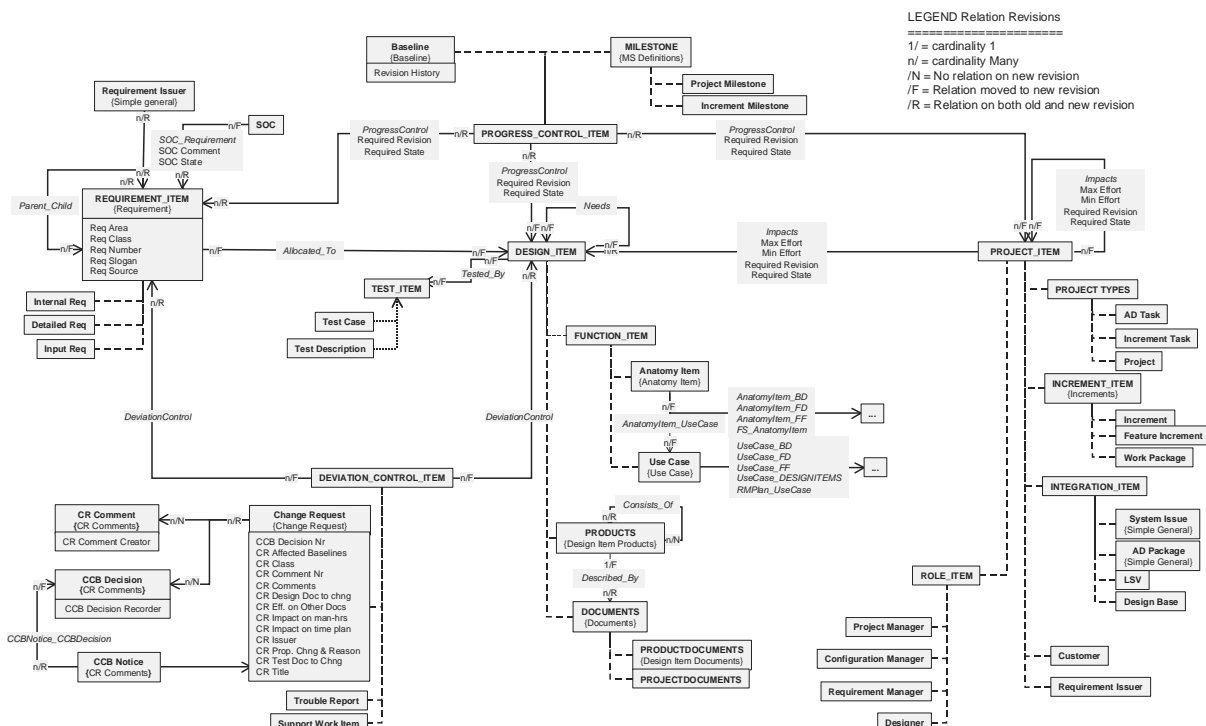 LEGEND Relation Revisions
======================
1/ = cardinality 1
n/ = cardinality Many
/N = No relation on new revision
/F = Relation moved to new revision
/R = Relation on both old and new revision
Baseline
{Baseline}
Revision History
MILESTONE
{MS Definitions}
Project Milestone
Increment Milestone
Requirement Issuer
{Simple general}
n/R
n/F
SOC
SOC_Requirement
SOC Comment
SOC State
n/R
n/R
n/R
ProgressControl
Required Revision
Required State
n/R
PROGRESS_CONTROL_ITEM
n/R
n/R
ProgressControl
Required Revision
Required State
ProgressControl
Required Revision
Required State
Parent_Child
REQUIREMENT_ITEM
{Requirement}
Req Area
Req Class
Req Number
Req Slogan
Req Source
n/R
n/F
n/F
Allocated_To
n/F
n/F
n/F
Needs
n/F
DESIGN_ITEM
n/F
n/R
n/R
Impacts
Max Effort
Min Effort
Required Revision
Required State
n/F
PROJECT_ITEM
n/F
n/F
n/F
Impacts
Max Effort
Min Effort
Required Revision
Required State
Tested_By
n/F
TEST_ITEM
Test Case
Test Description
Internal Req
Detailed Req
Input Req
n/R
FUNCTION_ITEM
Anatomy Item
{Anatomy Item}
n/F
AnatomyItem_UseCase
n/F
AnatomyItem_BD
AnatomyItem_FD
AnatomyItem_FF
FS_AnatomyItem
...
Use Case
{Use Case}
UseCase_BD
UseCase_FD
UseCase_FF
UseCase_DESIGNITEMS
RMPlan_UseCase
...
PROJECT TYPES
AD Task
Increment Task
Project
INCREMENT_ITEM
{Increments}
Increment
Feature Increment
Work Package
INTEGRATION_ITEM
System Issue
{Simple General}
AD Package
{Simple General}
LSV
Design Base
Customer
Requirement Issuer
DeviationControl
DeviationControl
n/F
DEVIATION_CONTROL_ITEM
n/F
CR Comment
{CR Comments}
CR Comment Creator
n/N
n/R
n/N
Change Request
{Change Request}
CCB Decision Nr
CR Affected Baselines
CR Class
CR Comment Nr
CR Comments
CR Design Doc to chng
CR Eff. on Other Docs
CR Impact on man-hrs
CR Impact on time plan
CR Issuer
CR Prop. Chng & Reason
CR Test Doc to Chng
CR Title
n/F
CCB Decision
{CR Comments}
CCB Decision Recorder
CCBNotice_CCBDecision
n/R
CCB Notice
{CR Comments}
Trouble Report
Support Work Item
n/R
Consists_Of
PRODUCTS
{Design Item Products}
n/N
1/F
Described_By
n/R
DOCUMENTS
{Documents}
PRODUCTDOCUMENTS
{Design Item Documents}
PROJECTDOCUMENTS
ROLE_ITEM
Project Manager
Configuration Manager
Requirement Manager
Designer